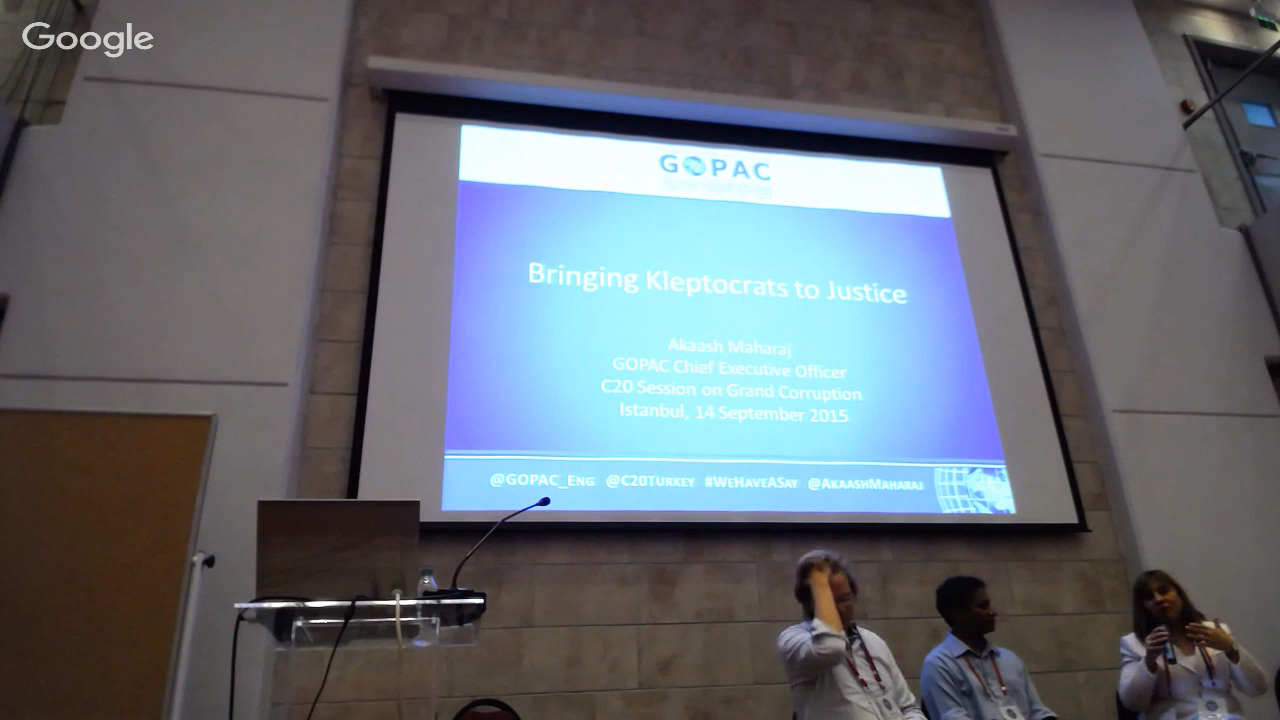 Google
GOPAC
Bringing Kleptocrats to Justice
Akaash Maharaj
GOPAC Chief Executive Officer
C20 Session on Grand Corruption
Istanbul, 14 September 2015
@GOPAC_ENG @C20TURKEY #WEHAVEASAY @AKAASHMAHARAJ